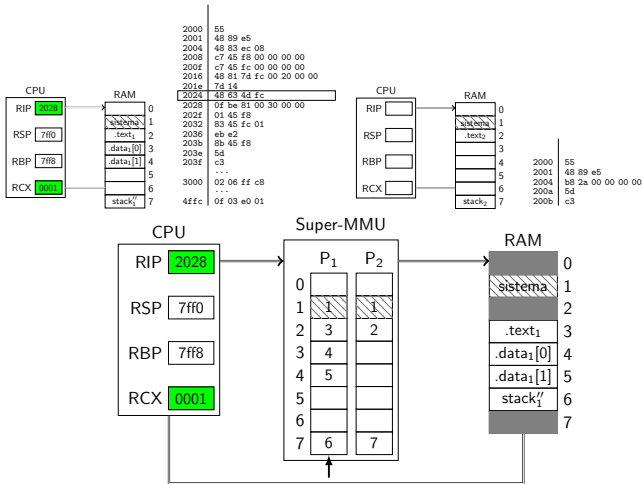 2000 55
2001 48 89 e5
2004 48 83 ec 08
2008 c7 45 f8 00 00 00 00
200f c7 45 fc 00 00 00 00
2016 48 81 7d fc 00 20 00 00
201e 7d 14
2024 48 63 4d fc
2028 0f be 81 00 30 00 00
202f 01 45 f8
2032 83 45 fc 01
2036 eb e2
203b 8b 45 f8
203e 5d
203f c3
...
3000 02 06 ff c8
...
4ffc 0f 03 e0 01
CPU
RIP 2028
RSP 7ff0
RBP 7ff8
RCX 0001
RAM
0
sistema 1
.text₁ 2
.data₁[0] 3
.data₁[1] 4
5
6
stack₁′′ 7
CPU
RIP
RSP
RBP
RCX
RAM
0
sistema 1
.text₂ 2
3
4
5
6
stack₂ 7
2000 55
2001 48 89 e5
2004 b8 2a 00 00 00 00
200a 5d
200b c3
CPU
RIP 2028
RSP 7ff0
RBP 7ff8
RCX 0001
Super-MMU
P₁ P₂
0
1 1 1
2 3 2
3 4
4 5
5
6
7 6 7
RAM
0
sistema 1
2
.text₁ 3
.data₁[0] 4
.data₁[1] 5
stack₁′′ 6
7